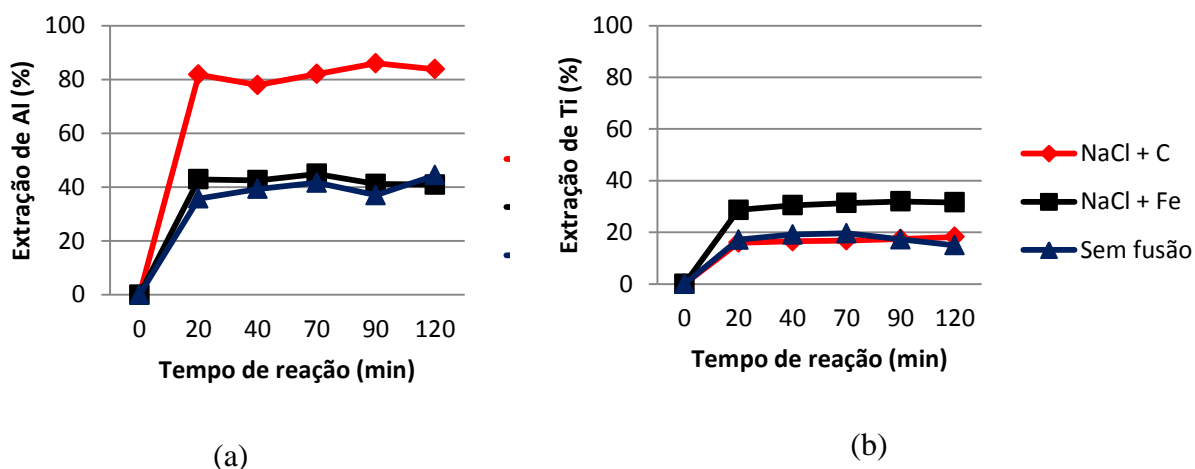 Extração de Al (%)
100
80
60
40
20
0
0 20 40 70 90 120
Tempo de reação (min)
(a)
Extração de Ti (%)
100
80
60
40
20
0
0 20 40 70 90 120
Tempo de reação (min)
(b)
NaCl + C
NaCl + Fe
Sem fusão